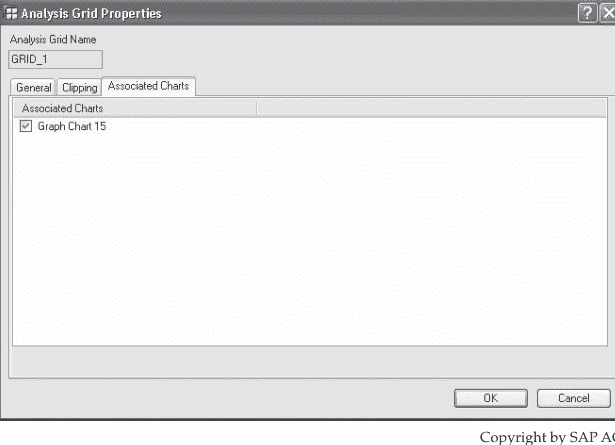 Analysis Grid Properties
Analysis Grid Name
GRID_1
General Clipping Associated Charts
Associated Charts
Graph Chart 15
OK Cancel
Copyright by SAP AG